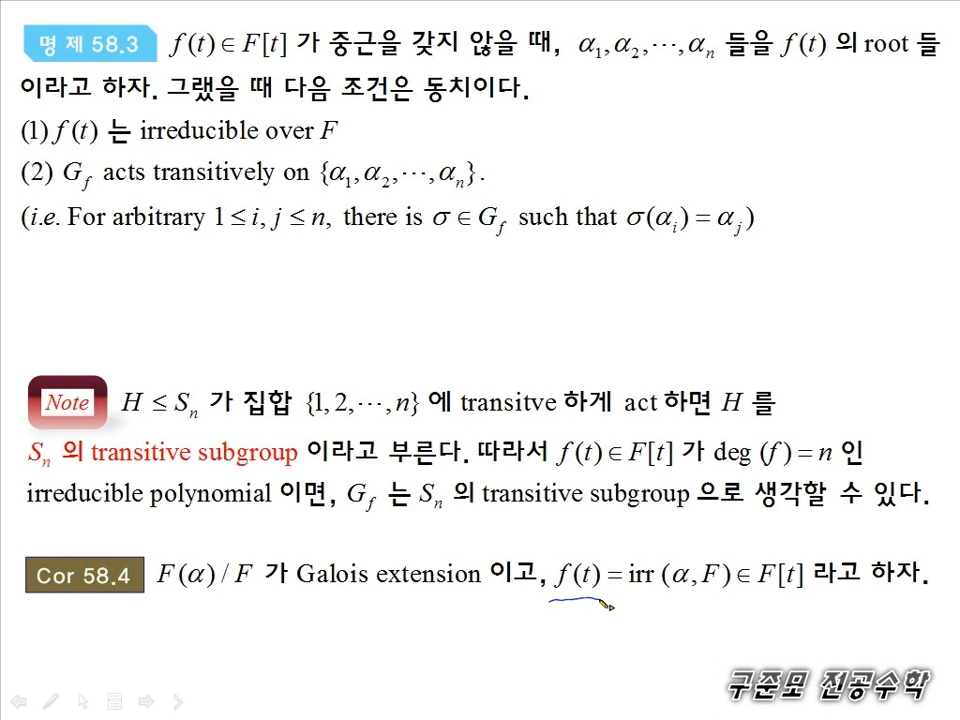 명 제 58.3 f(t) ∈ F[t] 가 중근을 갖지 않을 때, α₁, α₂, ⋯, αₙ 들을 f(t) 의 root 들
이라고 하자. 그랬을 때 다음 조건은 동치이다.
(1) f(t) 는 irreducible over F
(2) G_f acts transitively on {α₁, α₂, ⋯, αₙ}.
(i.e. For arbitrary 1 ≤ i, j ≤ n, there is σ ∈ G_f such that σ(α_i) = α_j)
Note H ≤ Sₙ 가 집합 {1, 2, ⋯, n} 에 transitve 하게 act 하면 H 를
Sₙ 의 transitive subgroup 이라고 부른다. 따라서 f(t) ∈ F[t] 가 deg (f) = n 인
irreducible polynomial 이면, G_f 는 Sₙ 의 transitive subgroup 으로 생각할 수 있다.
Cor 58.4 F(α) / F 가 Galois extension 이고, f(t) = irr (α, F) ∈ F[t] 라고 하자.
구준모 전공수학